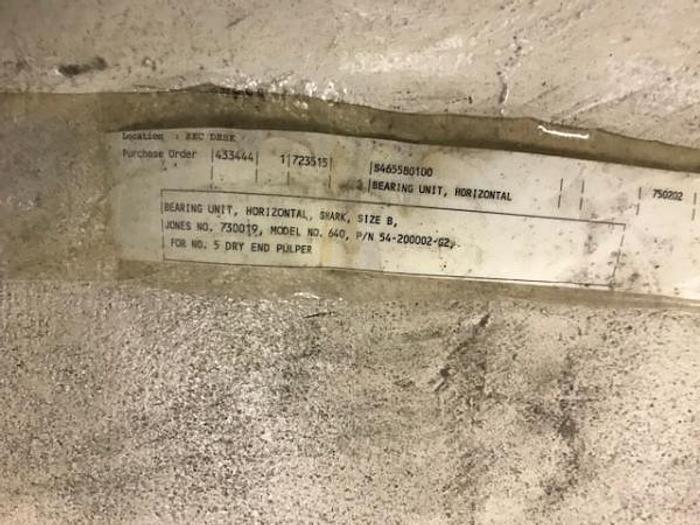 Location : REC DESK
Purchase Order |433444| 1|723515| |8465580100
|BEARING UNIT, HORIZONTAL | | | 750202 |
BEARING UNIT, HORIZONTAL, SHARK, SIZE B,
JONES NO. 730019, MODEL NO. 640, P/N 54-200002-G2,
FOR NO. 5 DRY END PULPER